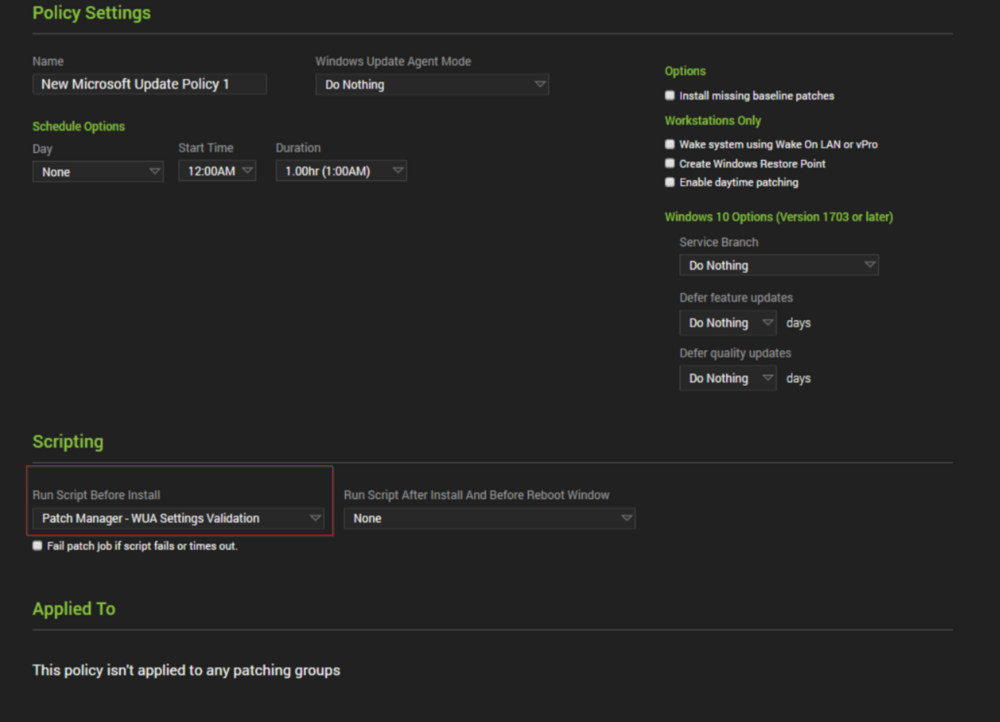 Policy Settings
Name
New Microsoft Update Policy 1
Windows Update Agent Mode
Do Nothing
Schedule Options
Day
None
Start Time
12:00AM
Duration
1.00hr (1:00AM)
Options
Install missing baseline patches
Workstations Only
Wake system using Wake On LAN or vPro
Create Windows Restore Point
Enable daytime patching
Windows 10 Options (Version 1703 or later)
Service Branch
Do Nothing
Defer feature updates
Do Nothing days
Defer quality updates
Do Nothing days
Scripting
Run Script Before Install
Patch Manager - WUA Settings Validation
Fail patch job if script fails or times out.
Run Script After Install And Before Reboot Window
None
Applied To
This policy isn't applied to any patching groups